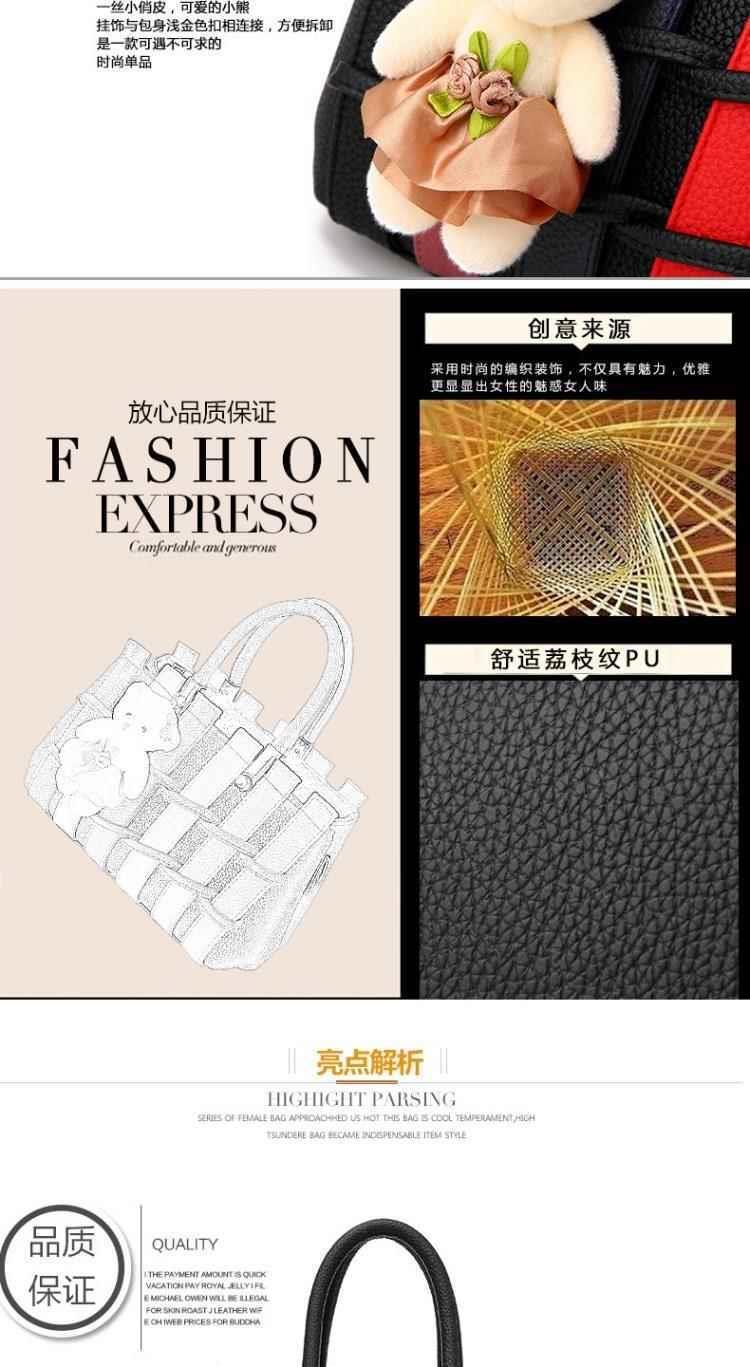 一丝小俏皮，可爱的小熊
挂饰与包身浅金色扣相连接，方便拆卸
是一款可遇不可求的
时尚单品
创意来源
采用时尚的编织装饰，不仅具有魅力，优雅
更显显出女性的魅惑女人味
放心品质保证
FASHION
EXPRESS
Comfortable and generous
舒适荔枝纹PU
亮点解析
HIGHIGHT PARSING
SERIES OF FEMALE BAG APPROACHHED US HOT THIS BAG IS COOL TEMPERAMENT,HIGH
TSUNDERE BAG BECAME INDISPENSABLE ITEM STYLE
品质
保证
QUALITY
I THE PAYMENT AMOUNT IS QUICK
VACATION PAY ROYAL JELLY I FIL
E MICHAEL OWEN WILL BE ILLEGAL
FOR SKIN ROAST J LEATHER WIF
E OH IWEB PRICES FOR BUDDHA